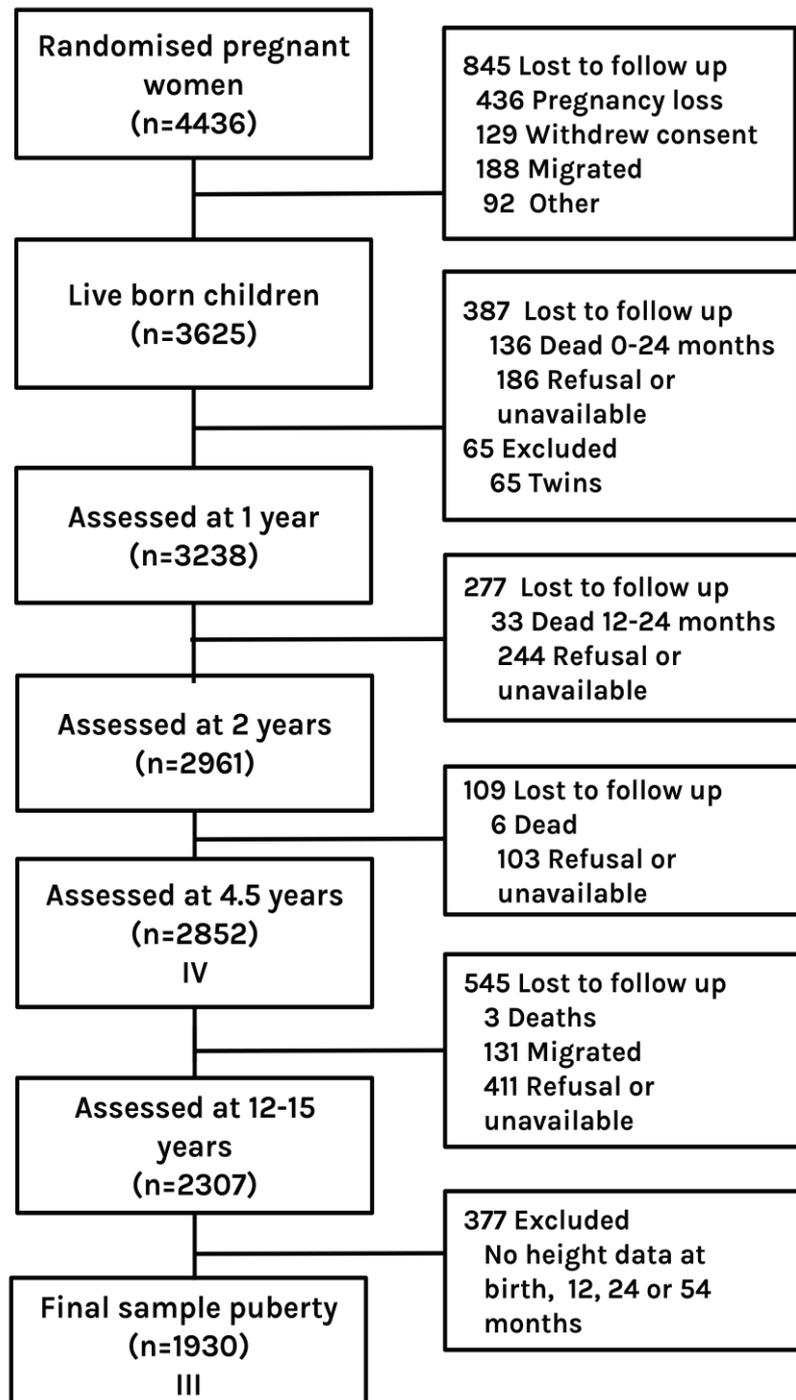 Randomised pregnant
women
(n=4436)
845 Lost to follow up
436 Pregnancy loss
129 Withdrew consent
188 Migrated
92 Other
Live born children
(n=3625)
387 Lost to follow up
136 Dead 0-24 months
186 Refusal or
unavailable
65 Excluded
65 Twins
Assessed at 1 year
(n=3238)
277 Lost to follow up
33 Dead 12-24 months
244 Refusal or
unavailable
Assessed at 2 years
(n=2961)
109 Lost to follow up
6 Dead
103 Refusal or
unavailable
Assessed at 4.5 years
(n=2852)
IV
545 Lost to follow up
3 Deaths
131 Migrated
411 Refusal or
unavailable
Assessed at 12-15
years
(n=2307)
377 Excluded
No height data at
birth, 12, 24 or 54
months
Final sample puberty
(n=1930)
III